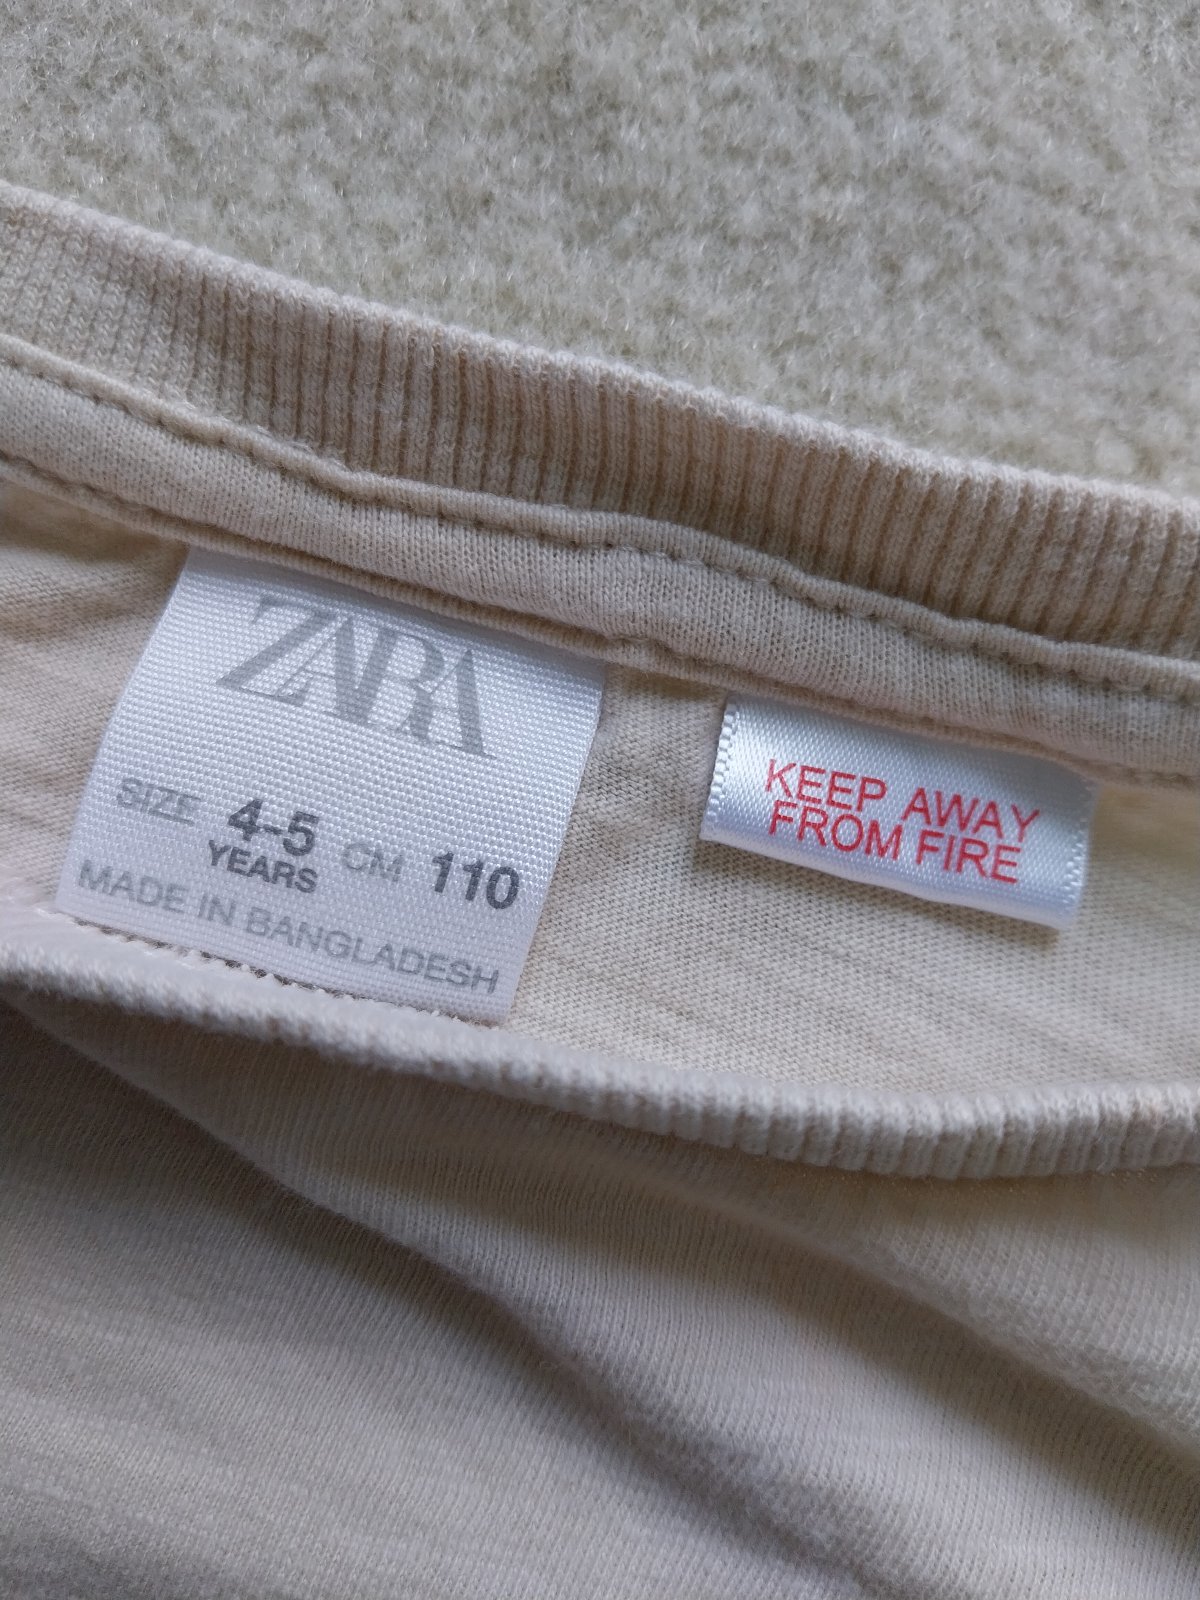 ZARA
SIZE 4-5 CM 110
YEARS
MADE IN BANGLADESH
KEEP AWAY
FROM FIRE